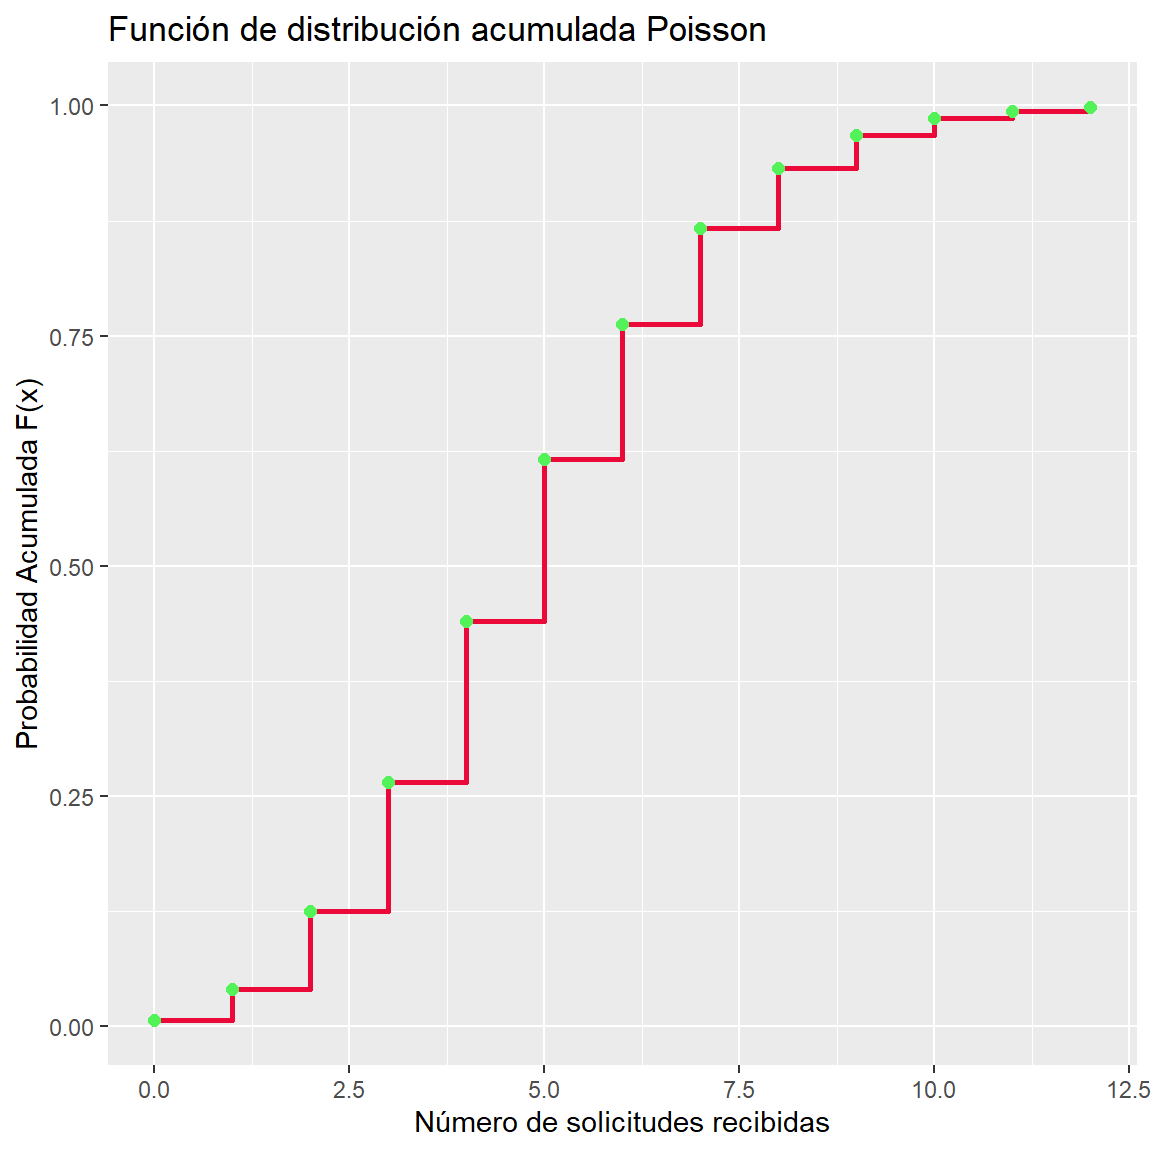 Función de distribución acumulada Poisson
Probabilidad Acumulada F(x)
1.00
0.75
0.50
0.25
0.00
0.0 2.5 5.0 7.5 10.0 12.5
Número de solicitudes recibidas